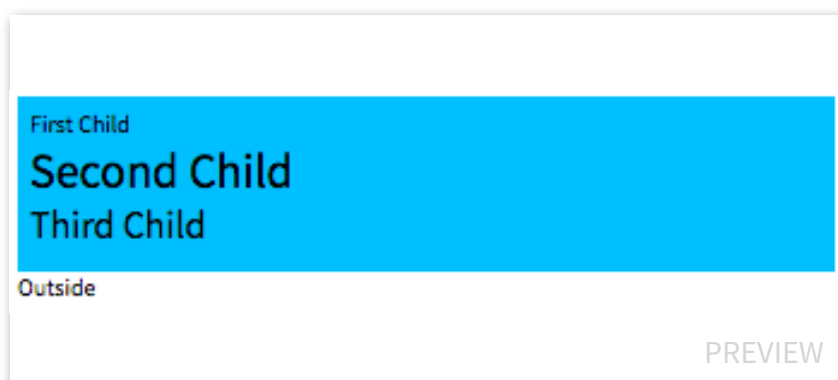 First Child
Second Child
Third Child
Outside
PREVIEW